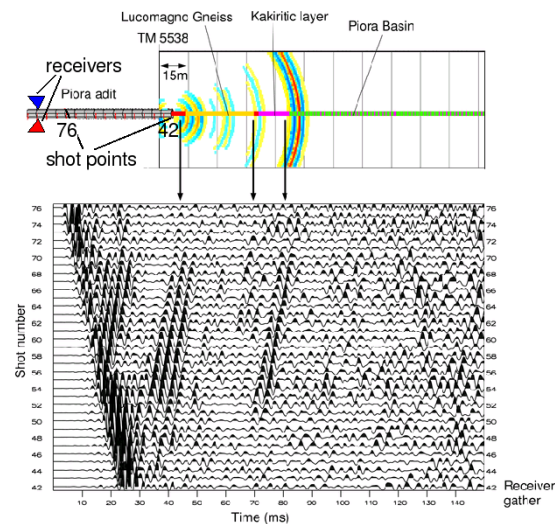 Lucomagno Gneiss
Kakiritic layer
TM 5538
Piora Basin
receivers
15m
Piora adit
76
42
shot points
76
74
72
70
68
66
64
62
60
58
56
54
52
50
48
46
44
42
Shot number
76
74
72
70
68
66
64
62
60
58
56
54
52
50
48
46
44
42
10 20 30 40 50 60 70 80 90 100 110 120 130 140
Time (ms)
Receiver
gather